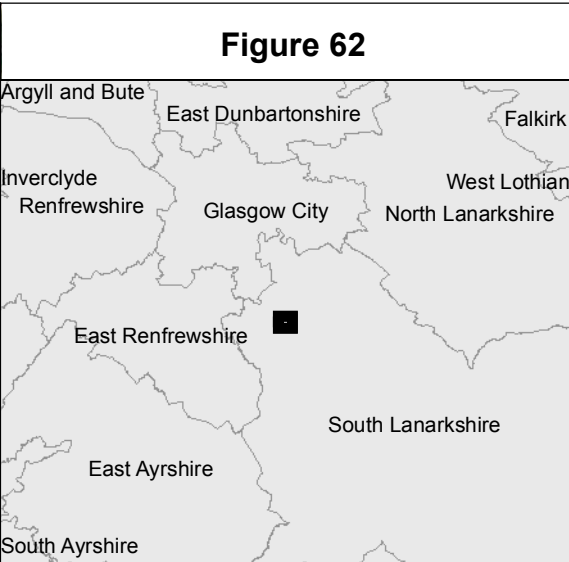 Figure 62
Argyll and Bute
East Dunbartonshire
Falkirk
Inverclyde
West Lothian
Renfrewshire
Glasgow City
North Lanarkshire
East Renfrewshire
South Lanarkshire
East Ayrshire
South Ayrshire